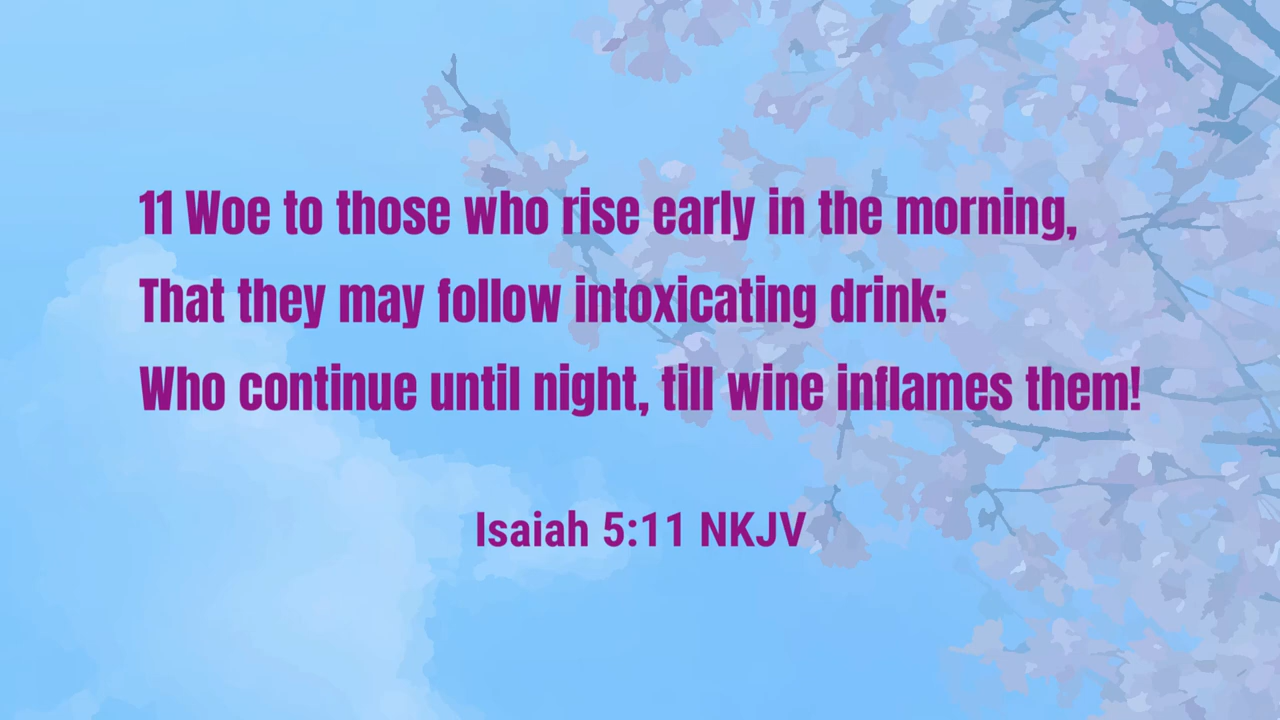 11 Woe to those who rise early in the morning,
That they may follow intoxicating drink;
Who continue until night, till wine inflames them!
Isaiah 5:11 NKJV